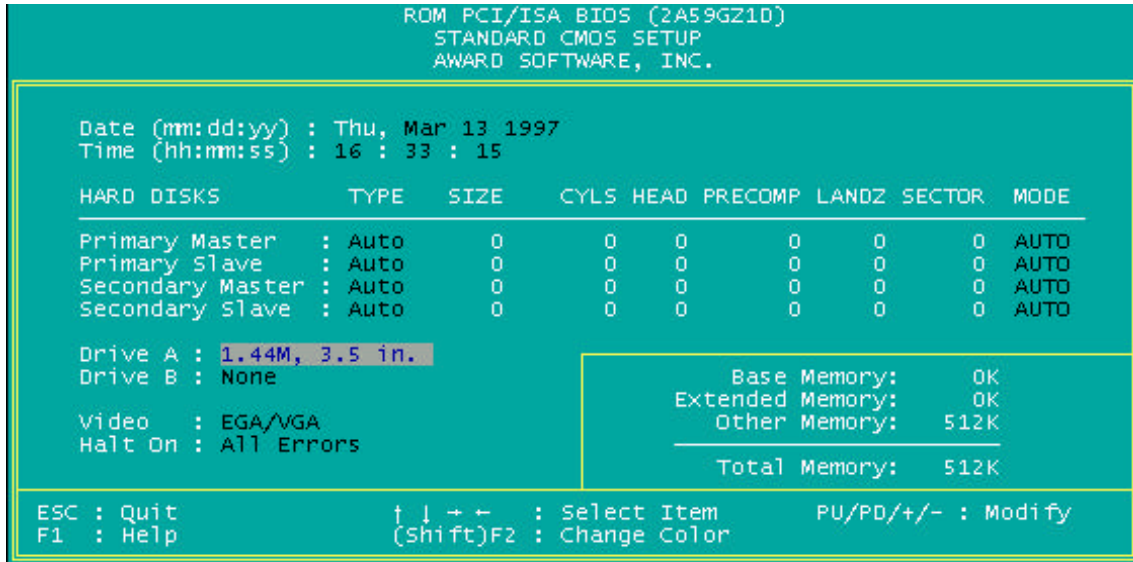 ROM PCI/ISA BIOS (2A59GZ1D)
STANDARD CMOS SETUP
AWARD SOFTWARE, INC.
Date (mm:dd:yy) : Thu, Mar 13 1997
Time (hh:mm:ss) : 16 : 33 : 15
HARD DISKS TYPE SIZE CYLS HEAD PRECOMP LANDZ SECTOR MODE
Primary Master : Auto 0 0 0 0 0 0 AUTO
Primary Slave : Auto 0 0 0 0 0 0 AUTO
Secondary Master : Auto 0 0 0 0 0 0 AUTO
Secondary Slave : Auto 0 0 0 0 0 0 AUTO
Drive A : 1.44M, 3.5 in.
Drive B : None
Video : EGA/VGA
Halt On : All Errors
Base Memory: 0K
Extended Memory: 0K
Other Memory: 512K
Total Memory: 512K
ESC : Quit ↑ ↓ → ← : Select Item PU/PD/+/- : Modify
F1 : Help (Shift)F2 : Change Color